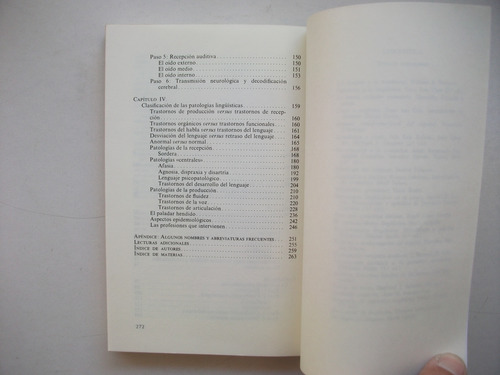 Paso 5: Recepción auditiva 150
El oído externo 150
El oído medio 151
El oído interno 153
Paso 6: Transmisión neurológica y decodificación
cerebral 156
CAPÍTULO IV
Clasificación de las patologías lingüísticas 159
Trastornos de producción versus trastornos de recep-
ción 160
Trastornos orgánicos versus trastornos funcionales 160
Trastornos del habla versus trastornos del lenguaje 161
Desviación del lenguaje versus retraso del lenguaje 164
Anormal versus normal 165
Patologías de la recepción 168
Sordera 168
Patologías «centrales» 180
Afasia 180
Agnosia, dispraxia y disartria 192
Lenguaje psicopatológico 199
Trastornos del desarrollo del lenguaje 204
Patologías de la producción 210
Trastornos de fluidez 210
Trastornos de la voz 220
Trastornos de articulación 228
El paladar hendido 236
Aspectos epidemiológicos 242
Las profesiones que intervienen 246
APÉNDICE: ALGUNOS NOMBRES Y ABREVIATURAS FRECUENTES 251
LECTURAS ADICIONALES 255
ÍNDICE DE AUTORES 259
ÍNDICE DE MATERIAS 263
272